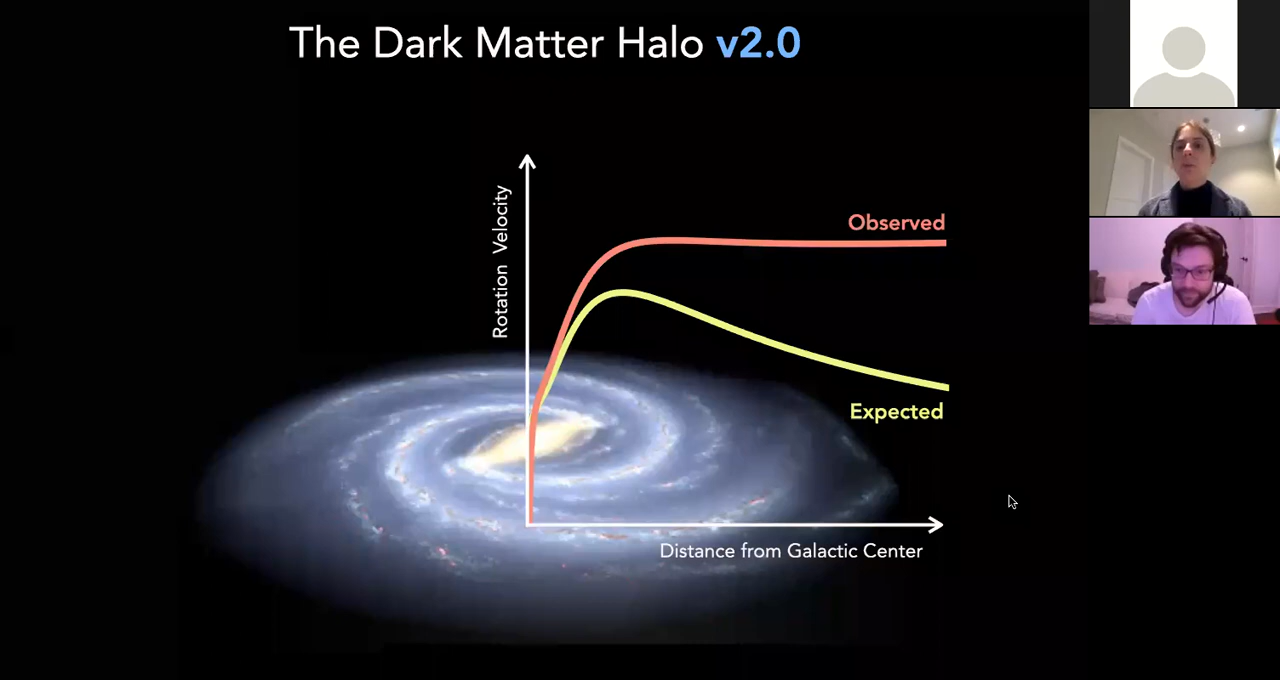 The Dark Matter Halo v2.0
Rotation Velocity
Observed
Expected
Distance from Galactic Center